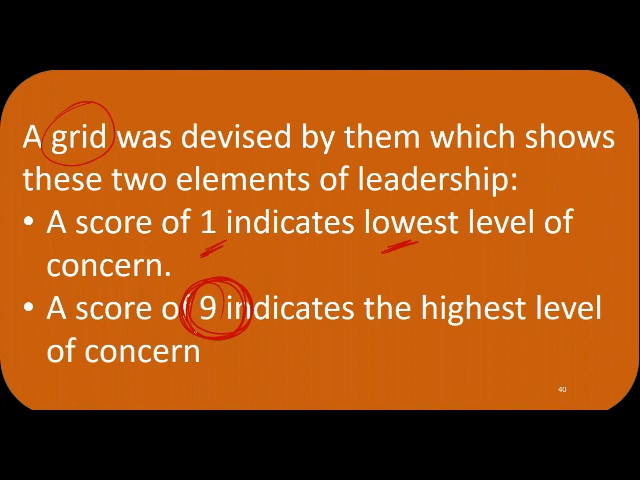 A grid was devised by them which shows
these two elements of leadership:
• A score of 1 indicates lowest level of
concern.
• A score of 9 indicates the highest level
of concern
40